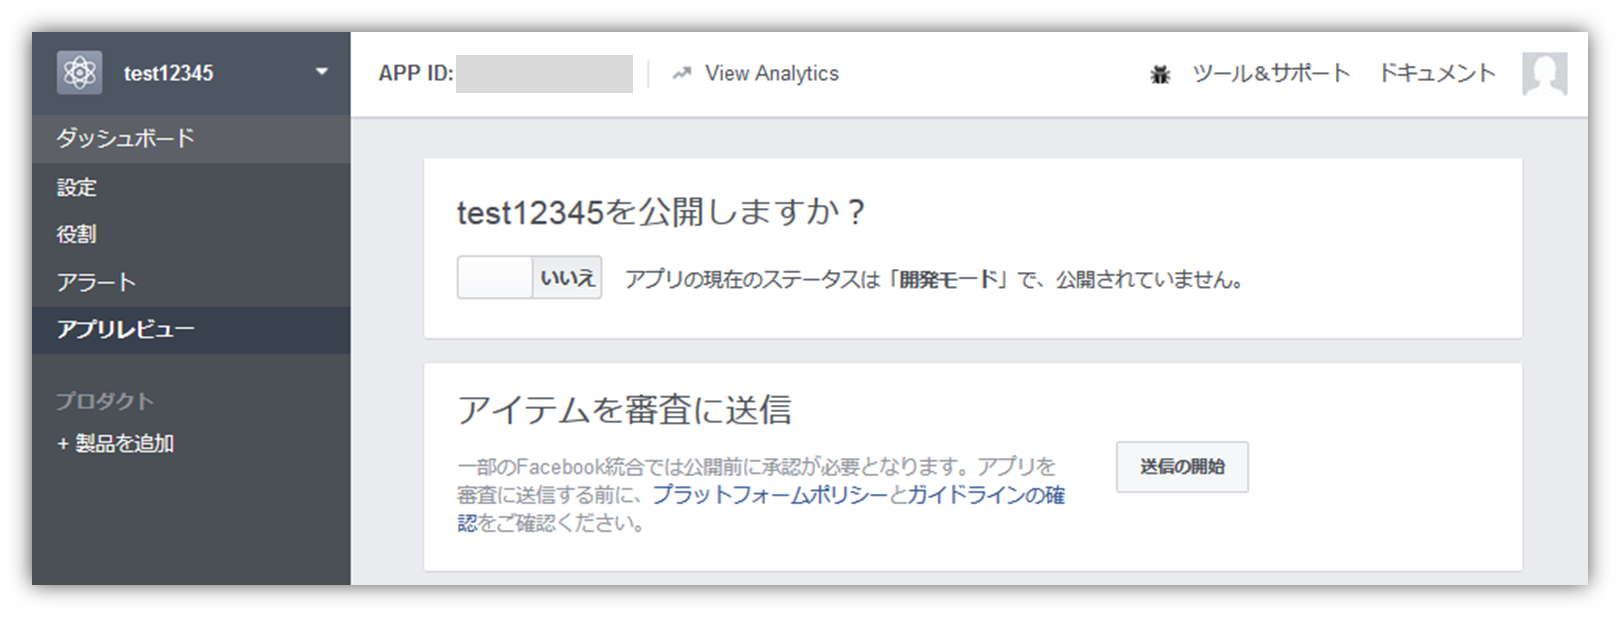 test12345
APP ID:
View Analytics
ツール&サポート
ドキュメント
ダッシュボード
設定
役割
アラート
アプリレビュー
プロダクト
+ 製品を追加
test12345を公開しますか？
いいえ
アプリの現在のステータスは「開発モード」で、公開されていません。
アイテムを審査に送信
一部のFacebook統合では公開前に承認が必要となります。アプリを
審査に送信する前に、プラットフォームポリシーとガイドラインの確
認をご確認ください。
送信の開始